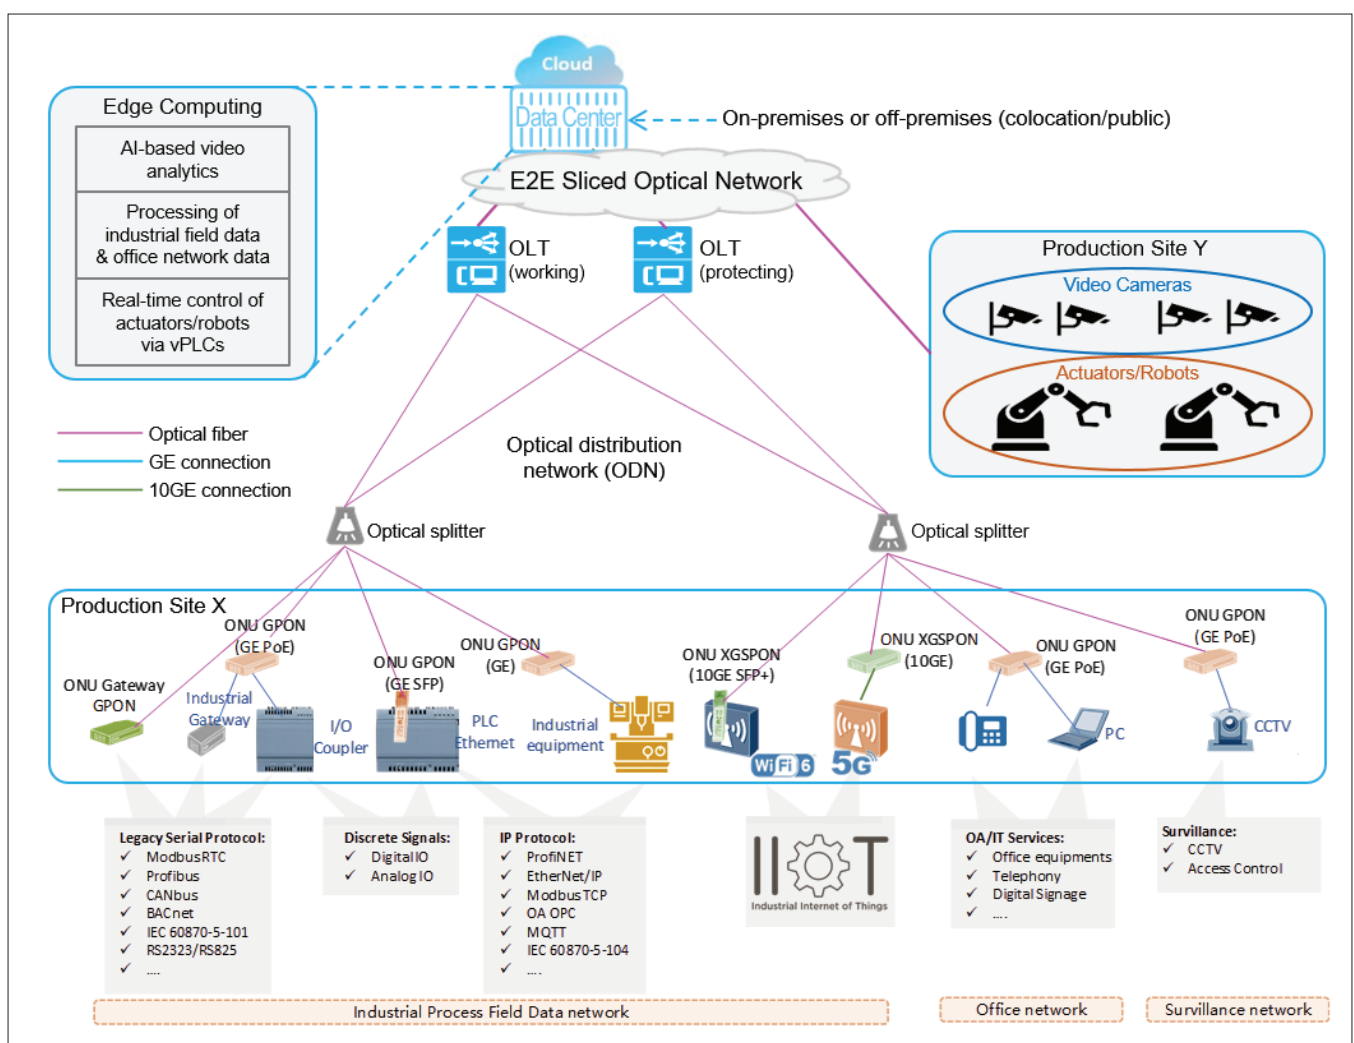 Cloud
Data Center
On-premises or off-premises (colocation/public)
E2E Sliced Optical Network
Edge Computing
AI-based video
analytics
Processing of
industrial field data
& office network data
Real-time control of
actuators/robots
via vPLCs
OLT
(working)
OLT
(protecting)
Production Site Y
Video Cameras
Actuators/Robots
Optical fiber
GE connection
10GE connection
Optical distribution
network (ODN)
Optical splitter
Optical splitter
Production Site X
ONU Gateway
GPON
ONU GPON
(GE PoE)
Industrial
Gateway
I/O
Coupler
ONU GPON
(GE SFP)
PLC
Ethernet
ONU GPON
(GE)
Industrial
equipment
ONU XGSPON
(10GE SFP+)
WiFi 6
ONU XGSPON
(10GE)
5G
ONU GPON
(GE PoE)
PC
ONU GPON
(GE PoE)
CCTV
Legacy Serial Protocol:
✓ ModbusRTC
✓ Profibus
✓ CANbus
✓ BACnet
✓ IEC 60870-5-101
✓ RS2323/RS825
✓ ....
Discrete Signals:
✓ Digital IO
✓ Analog IO
IP Protocol:
✓ ProfiNET
✓ EtherNet/IP
✓ Modbus TCP
✓ OA OPC
✓ MQTT
✓ IEC 60870-5-104
✓ ....
IIoT
Industrial Internet of Things
OA/IT Services:
✓ Office equipments
✓ Telephony
✓ Digital Signage
✓ ....
Survillance:
✓ CCTV
✓ Access Control
Industrial Process Field Data network
Office network
Survillance network